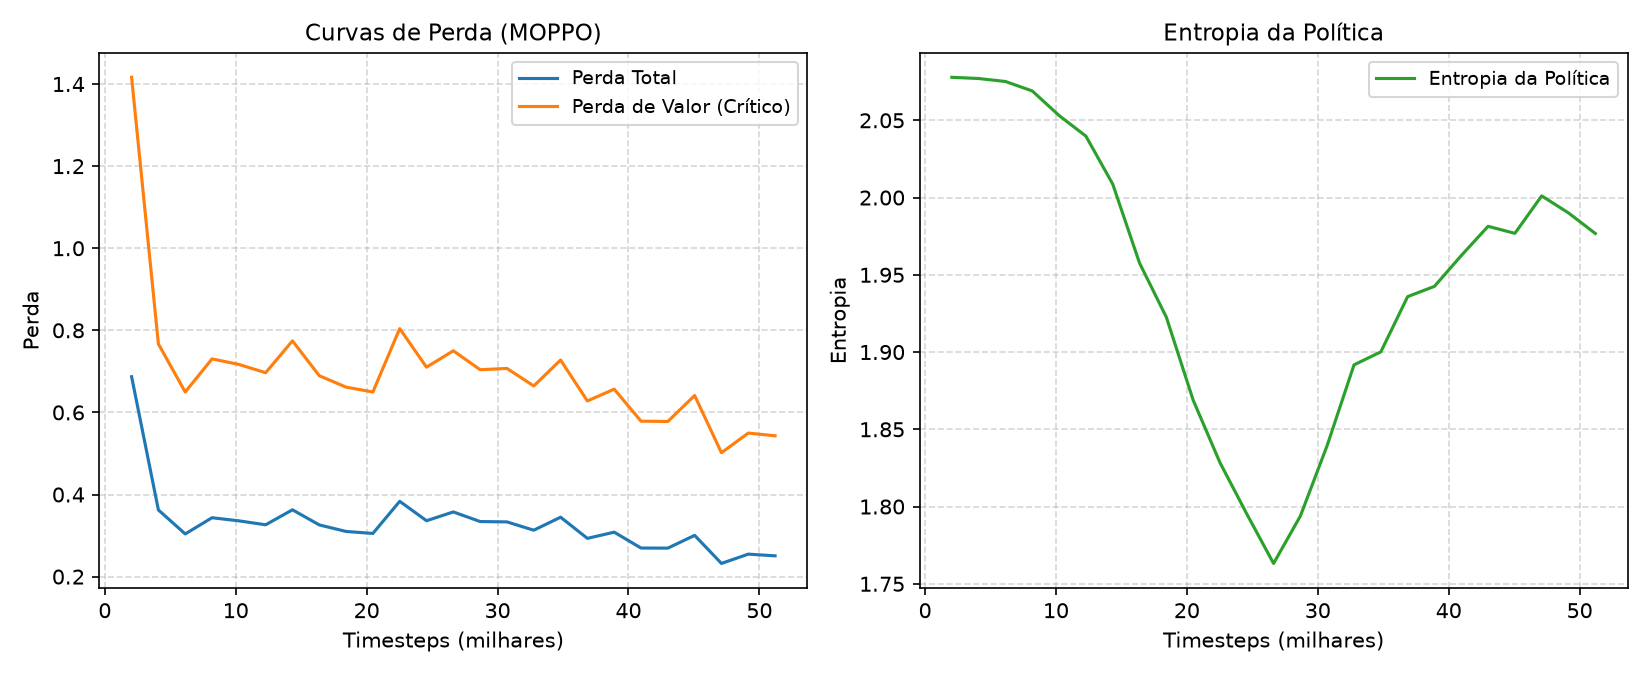 Curvas de Perda (MOPPO)
Perda Total
Perda de Valor (Crítico)
1.4
1.2
1.0
0.8
0.6
0.4
0.2
Perda
0
10
20
30
40
50
Timesteps (milhares)
Entropia da Política
Entropia da Política
2.05
2.00
1.95
1.90
1.85
1.80
1.75
Entropia
0
10
20
30
40
50
Timesteps (milhares)